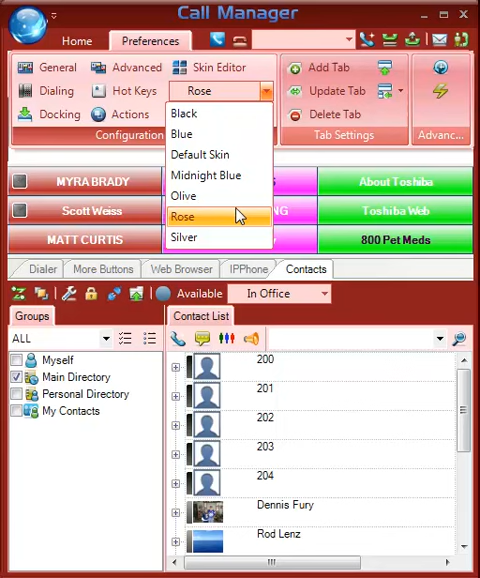 Call Manager
Home Preferences
General Advanced Skin Editor
Dialing Hot Keys Rose
Docking Actions
Add Tab
Update Tab
Delete Tab
Tab Settings
Advanc...
Black
Blue
Default Skin
Midnight Blue
Olive
Rose
Silver
MYRA BRADY About Toshiba
Scott Weiss Toshiba Web
MATT CURTIS 800 Pet Meds
Dialer More Buttons Web Browser IPPhone Contacts
Available In Office
Groups Contact List
ALL
Myself
Main Directory
Personal Directory
My Contacts
200
201
202
203
204
Dennis Fury
Rod Lenz